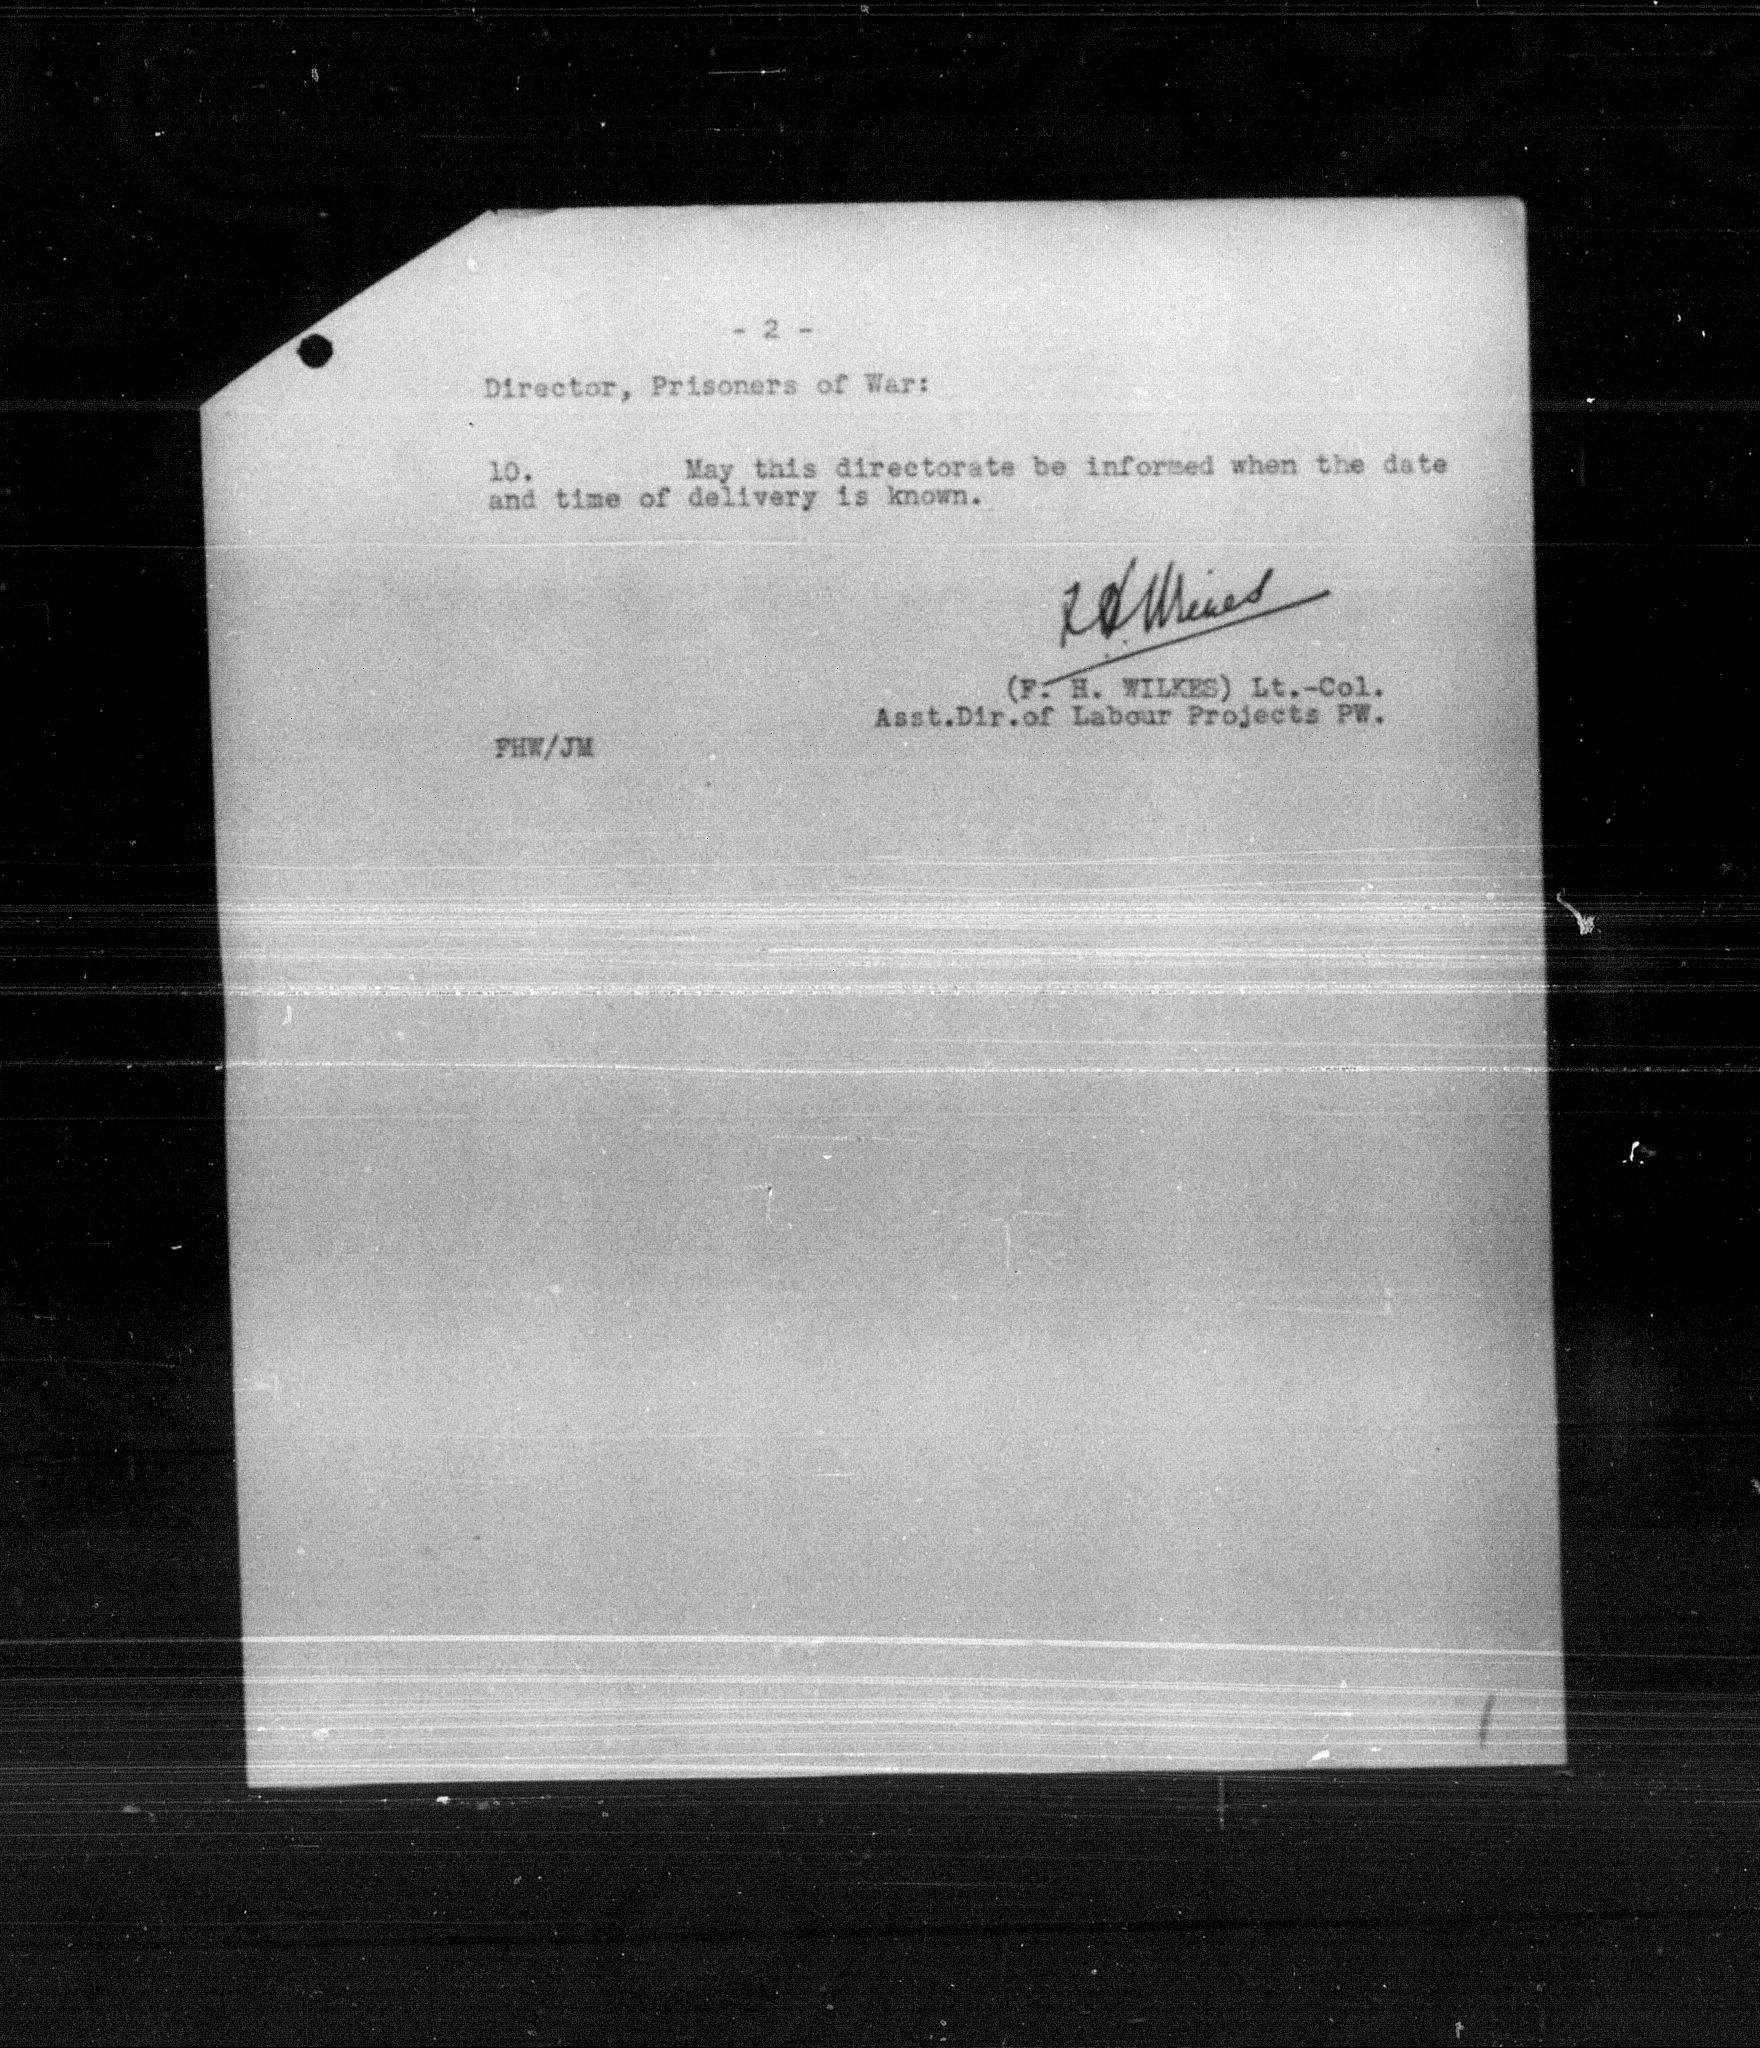 - 2 -
Director, Prisoners of War:
10. May this directorate be informed when the date
and time of delivery is known.
F H Wilkes
(F. H. WILKES) Lt.-Col.
Asst.Dir.of Labour Projects PW.
FHW/JM